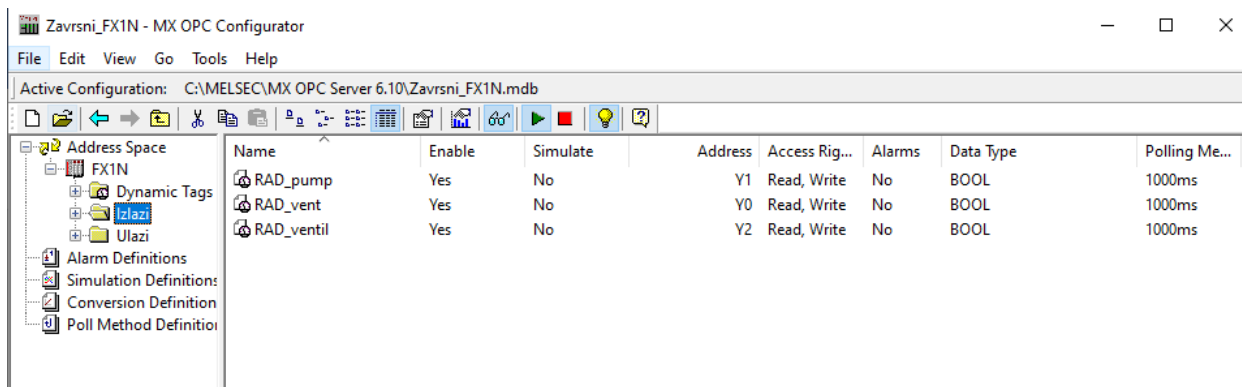 Zavrsni_FX1N - MX OPC Configurator
File Edit View Go Tools Help
Active Configuration: C:\MELSEC\MX OPC Server 6.10\Zavrsni_FX1N.mdb
Address Space
FX1N
Dynamic Tags
Izlazi
Ulazi
Alarm Definitions
Simulation Definitions
Conversion Definition
Poll Method Definition
Name Enable Simulate Address Access Rig... Alarms Data Type Polling Me...
RAD_pump Yes No Y1 Read, Write No BOOL 1000ms
RAD_vent Yes No Y0 Read, Write No BOOL 1000ms
RAD_ventil Yes No Y2 Read, Write No BOOL 1000ms